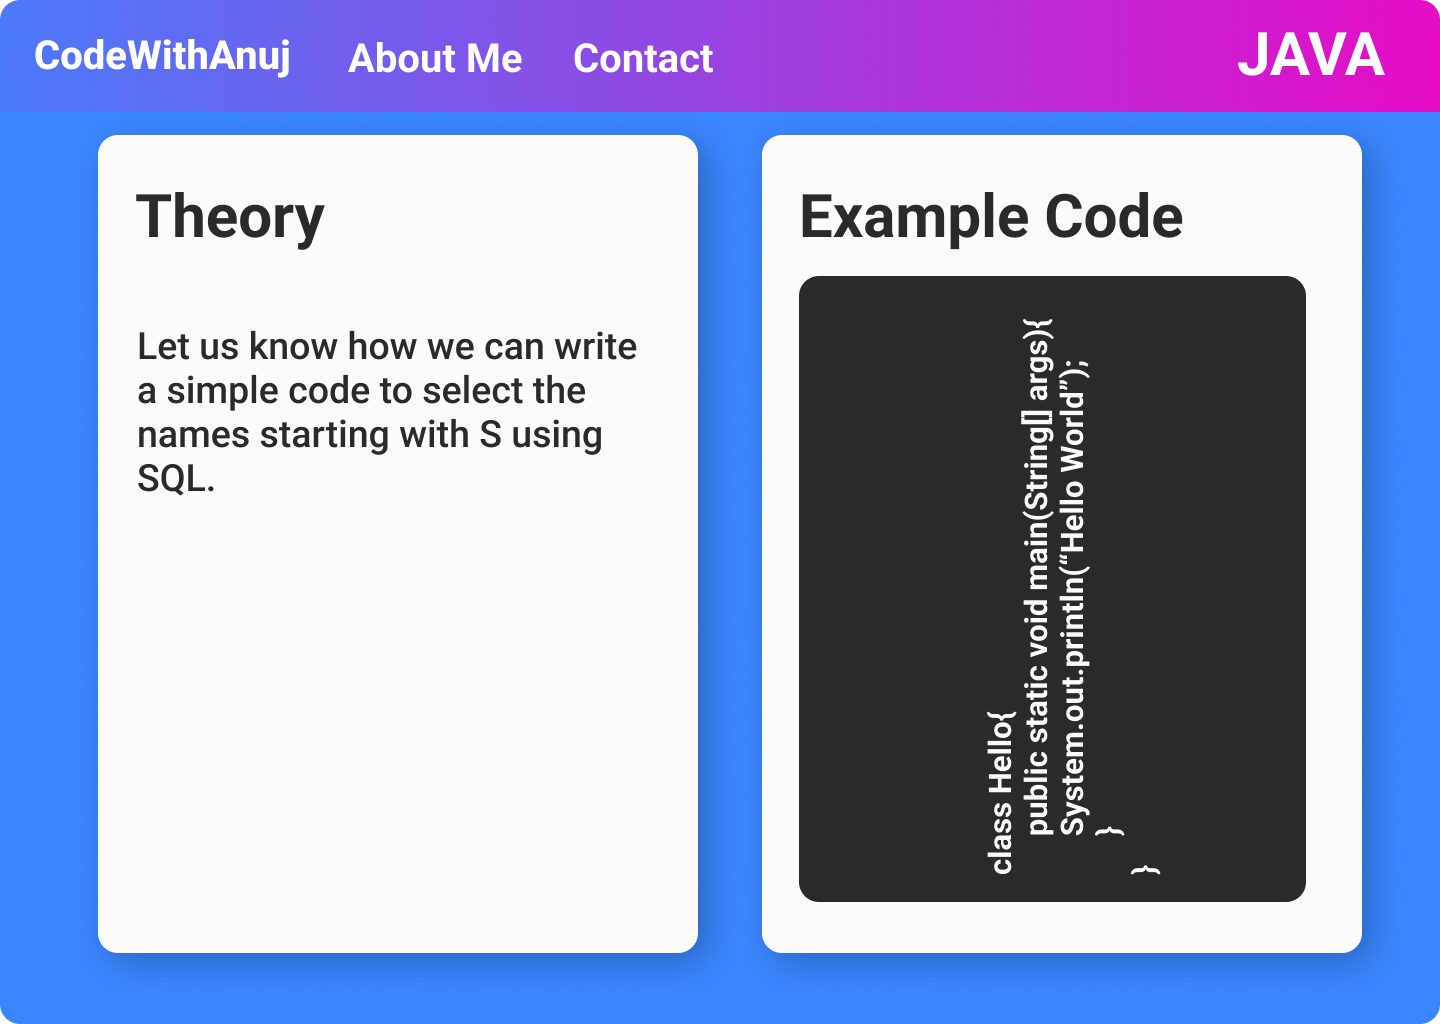 CodeWithAnuj About Me Contact JAVA
Theory
Let us know how we can write
a simple code to select the
names starting with S using
SQL.
Example Code
class Hello{
public static void main(String[] args){
System.out.println(“Hello World”);
}
}